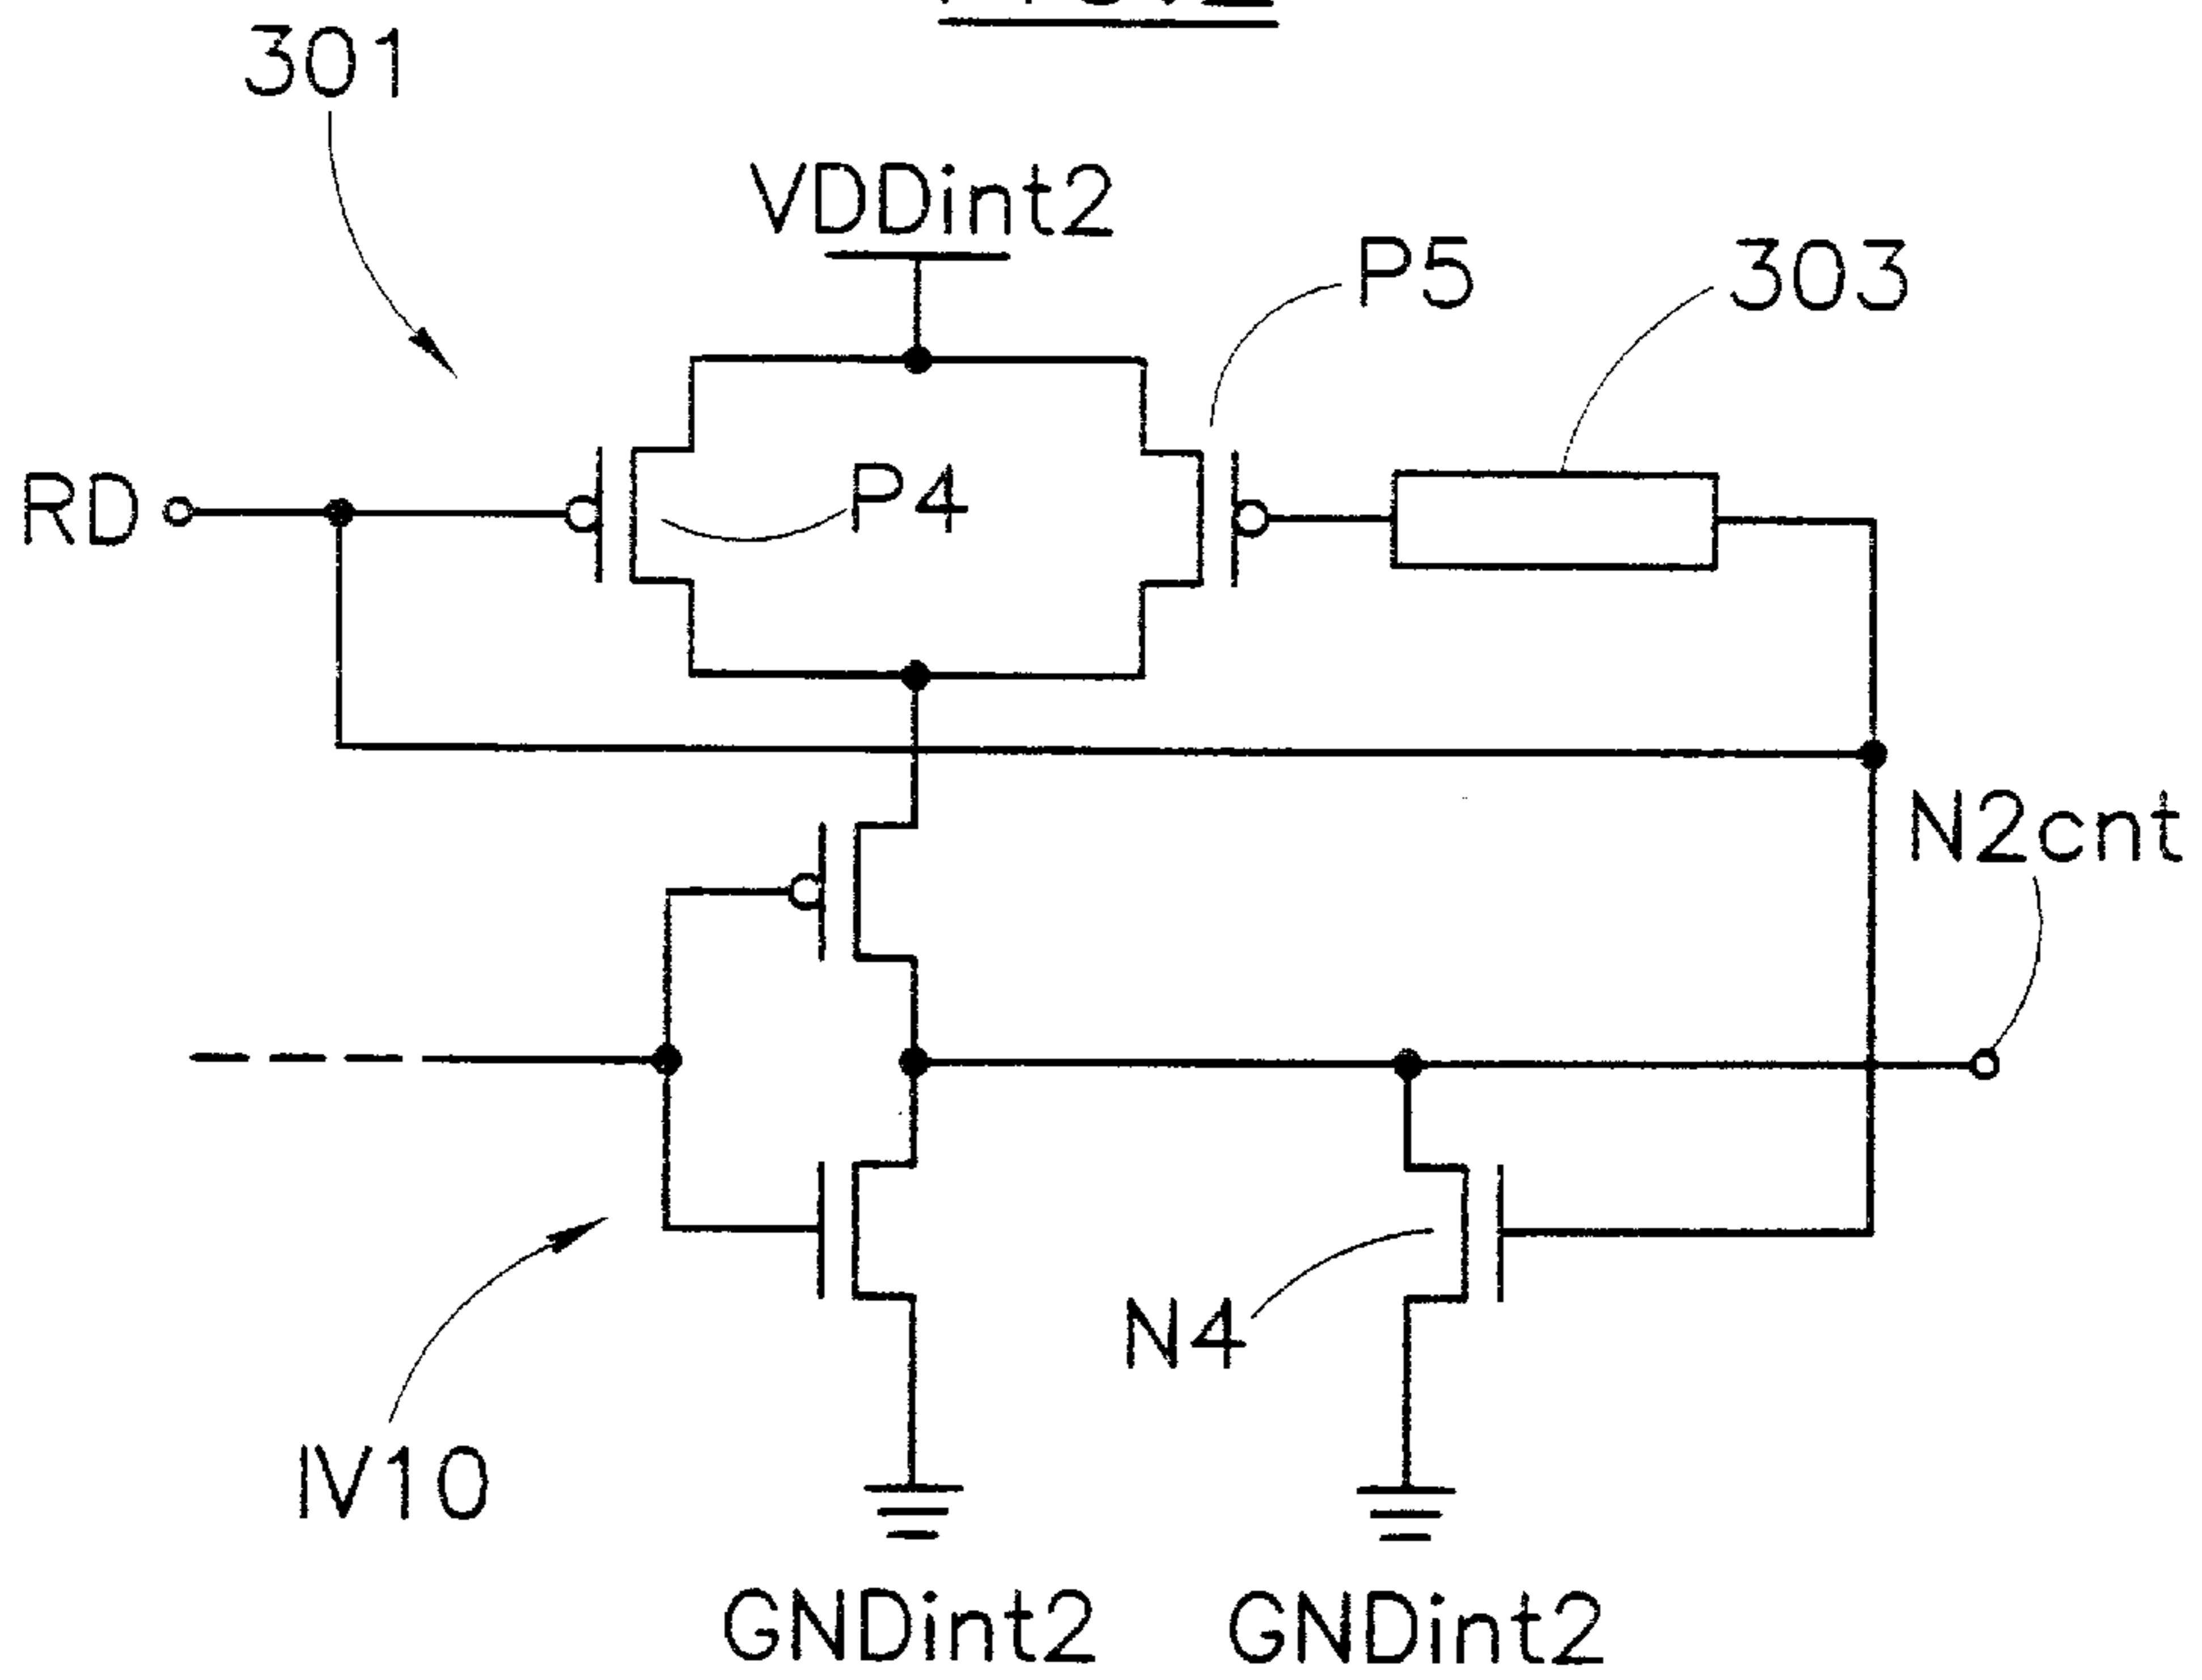 301
VDDint2
P5
303
RD
P4
N2cnt
N4
IV10
GNDint2
GNDint2